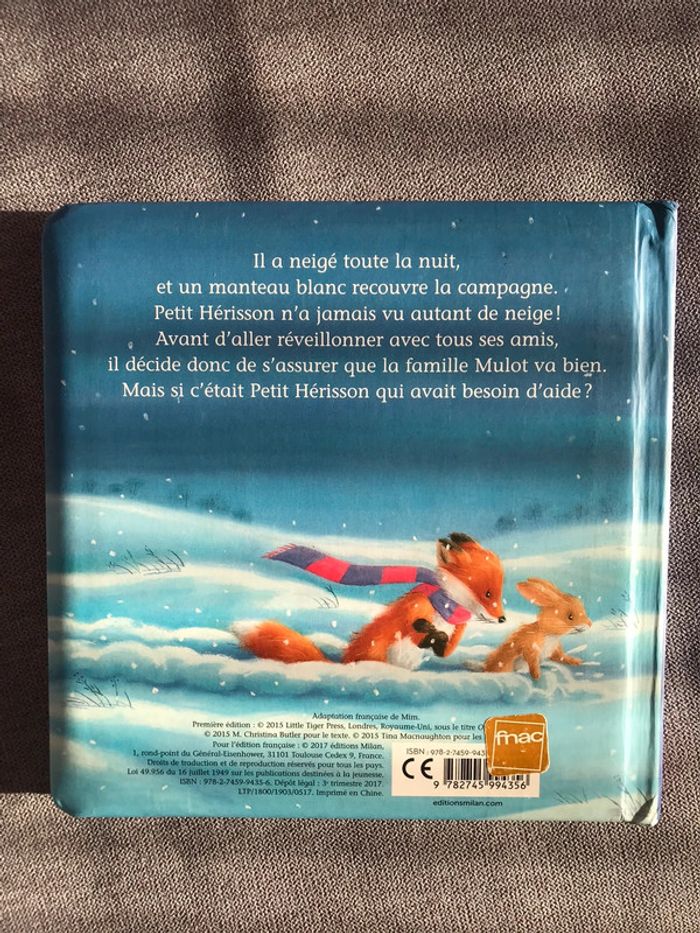 Il a neigé toute la nuit,
et un manteau blanc recouvre la campagne.
Petit Hérisson n'a jamais vu autant de neige !
Avant d'aller réveillonner avec tous ses amis,
il décide donc de s'assurer que la famille Mulot va bien.
Mais si c'était Petit Hérisson qui avait besoin d'aide ?
Adaptation française de Mim.
Première édition : © 2015 Little Tiger Press, Londres, Royaume-Uni, sous le titre
© 2015 M. Christina Butler pour le texte. © 2015 Tina Macnaughton pour les
Pour l'édition française : © 2017 éditions Milan,
1, rond-point du Général-Eisenhower, 31101 Toulouse Cedex 9, France.
Droits de traduction et de reproduction réservés pour tous les pays.
Loi 49.956 du 16 juillet 1949 sur les publications destinées à la jeunesse.
ISBN : 978-2-7459-9435-6. Dépôt légal : 3e trimestre 2017.
LTP/1800/1903/0517. Imprimé en Chine.
ISBN : 978-2-7459-943
CE
9 782745 994356
editionsmilan.com
fnac